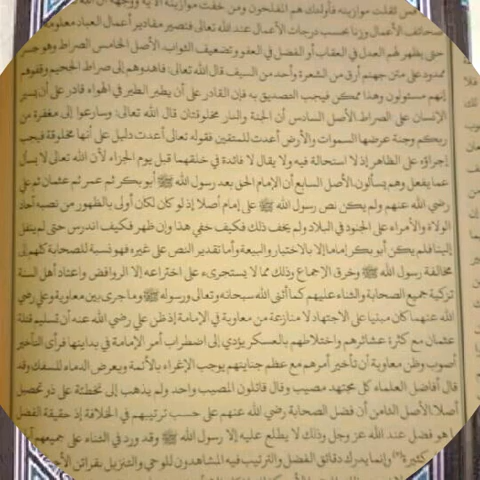 فمن ثقلت موازينه فأولئك هم المفلحون ومن خفت موازينه
صحائف الأعمال وزنا بحسب درجات الأعمال عند الله تعالى فتصير مقادير أعمال العباد معلومة
حتى يظهر لهم العدل في العقاب أو الفضل في العفو وتضعيف الثواب. الأصل الخامس الصراط وهو جسر
ممدود على متن جهنم أرق من الشعرة وأحد من السيف قال الله تعالى: فاهدوهم إلى صراط الجحيم وقفوهم
إنهم مسئولون وهذا ممكن فيجب التصديق به فإن القادر على أن يطير الطير في الهواء قادر على أن يسير
الإنسان على الصراط الأصل السادس أن الجنة والنار مخلوقتان قال الله تعالى: وسارعوا إلى مغفرة من
ربكم وجنة عرضها السموات والأرض أعدت للمتقين فقوله تعالى أعدت دليل على أنها مخلوقة فيجب
إجراؤه على الظاهر إذ لا استحالة فيه ولا يقال لا فائدة في خلقهما قبل يوم الجزاء لأن الله تعالى لا يسأل
عما يفعل وهم يسألون. الأصل السابع أن الإمام الحق بعد رسول الله ﷺ أبو بكر ثم عمر ثم عثمان ثم علي
رضي الله عنهم ولم يكن نص رسول الله ﷺ على إمام أصلا إذ لو كان لكان أولى بالظهور من نصبه آحاد
الولاة والأمراء على الجنود في البلاد ولم يخف ذلك فكيف خفي هذا وإن ظهر فكيف اندرس حتى لم ينقل
إلينا فلم يكن أبو بكر إماما إلا بالاختيار والبيعة وأما تقدير النص على غيره فهو نسبة للصحابة كلهم إلى
مخالفة رسول الله ﷺ وخرق الإجماع وذلك مما لا يستجرىء على اختراعه إلا الروافض واعتقاد أهل السنة
تزكية جميع الصحابة والثناء عليهم كما أثنى الله سبحانه وتعالى ورسوله ﷺ وما جرى بين معاوية وعلي رضي
الله عنهما كان مبنيا على الاجتهاد لا منازعة من معاوية في الإمامة إذ ظن علي رضي الله عنه أن تسليم قتلة
عثمان مع كثرة عشائرهم واختلاطهم بالعسكر يؤدي إلى اضطراب أمر الإمامة في بدايتها فرأى التأخير
أصوب وظن معاوية أن تأخير أمرهم مع عظم جنايتهم يوجب الإغراء بالأئمة ويعرض الدماء للسفك وقد
قال أفاضل العلماء كل مجتهد مصيب وقال قائلون المصيب واحد ولم يذهب إلى تخطئة علي ذو تحصيل
أصلا. الأصل الثامن أن فضل الصحابة رضي الله عنهم على حسب ترتيبهم في الخلافة إذ حقيقة الفضل
ما هو فضل عند الله عز وجل وذلك لا يطلع عليه إلا رسول الله ﷺ وقد ورد في الثناء على جميعهم
كثيرة وإنما يدرك دقائق الفضل والترتيب فيه المشاهدون للوحي والتنزيل بقرائن